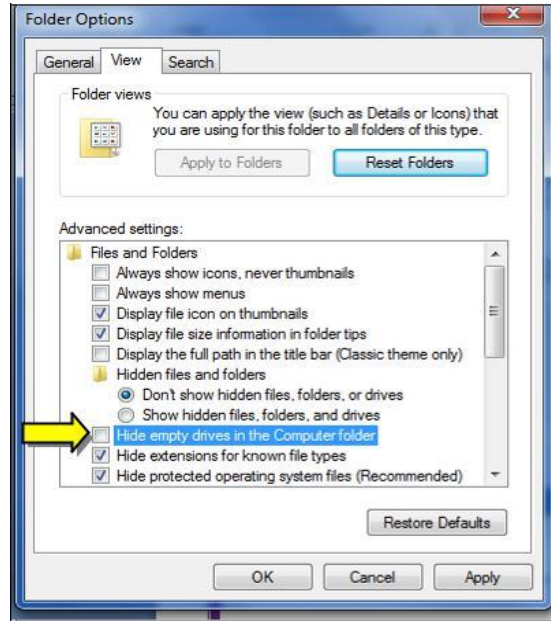 Folder Options
General View Search
Folder views
You can apply the view (such as Details or Icons) that
you are using for this folder to all folders of this type.
Apply to Folders Reset Folders
Advanced settings:
Files and Folders
Always show icons, never thumbnails
Always show menus
Display file icon on thumbnails
Display file size information in folder tips
Display the full path in the title bar (Classic theme only)
Hidden files and folders
Don't show hidden files, folders, or drives
Show hidden files, folders, and drives
Hide empty drives in the Computer folder
Hide extensions for known file types
Hide protected operating system files (Recommended)
Restore Defaults
OK Cancel Apply